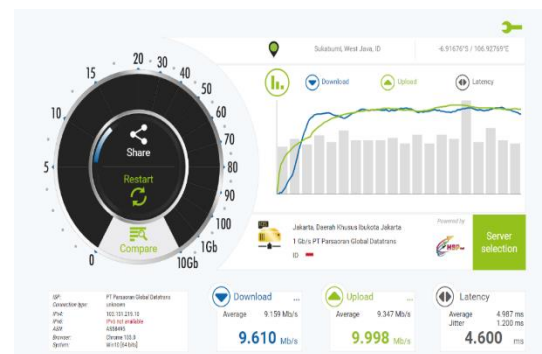 Sukabumi, West Java, ID
-6.91676°S / 106.92769°E
Download
Upload
Latency
0
5
10
15
20
30
40
50
60
70
80
90
100
1Gb
10Gb
Share
Restart
Compare
Jakarta, Daerah Khusus Ibukota Jakarta
1 Gb/s PT Parsaoran Global Datatrans
ID
Powered by
Server
selection
ISP: PT Parsaoran Global Datatrans
Connection type: unknown
IPv4:
IPv6: IPv6 not available
ASN:
Browser: Chrome 100.0
System: Win10 [64 bits]
Download ...
Average 9.159 Mb/s
9.610 Mb/s
Upload ...
Average 9.347 Mb/s
9.998 Mb/s
Latency
Average 4.987 ms
Jitter 1.200 ms
4.600 ms